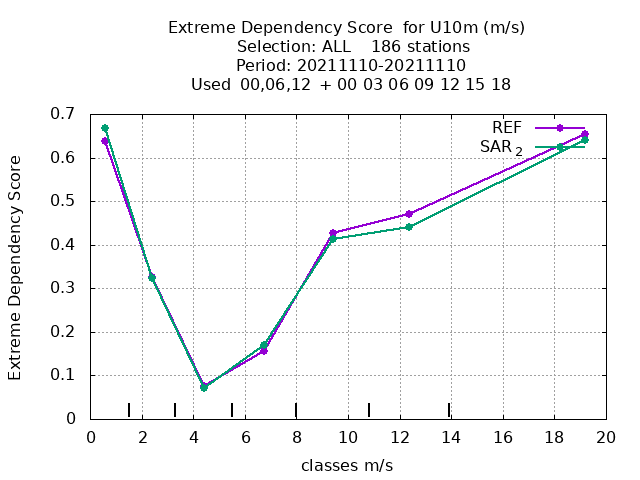 Extreme Dependency Score  for U10m (m/s)
Selection: ALL    186 stations
Period: 20211110-20211110
Used  00,06,12  + 00 03 06 09 12 15 18
REF
SAR 2
Extreme Dependency Score
0.7
0.6
0.5
0.4
0.3
0.2
0.1
0
0 2 4 6 8 10 12 14 16 18 20
classes m/s